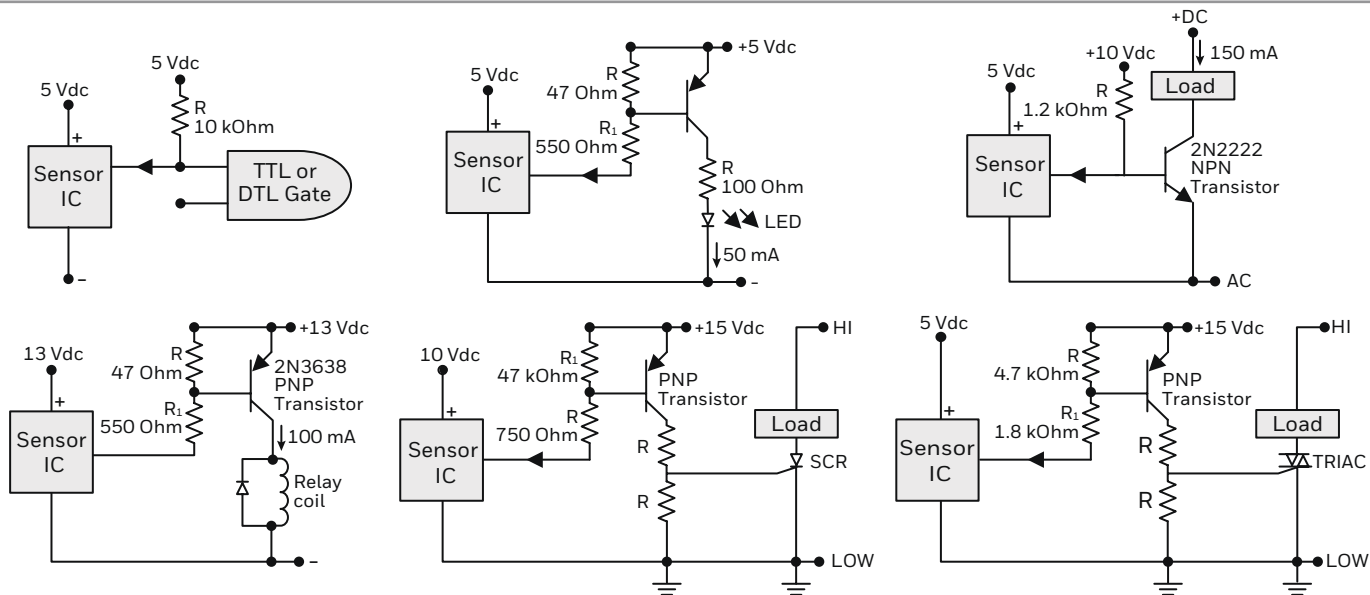 5 Vdc
5 Vdc
R
10 kOhm
+
Sensor
IC
TTL or
DTL Gate
-
+5 Vdc
5 Vdc
R
47 Ohm
+
R1
550 Ohm
Sensor
IC
R
100 Ohm
LED
50 mA
-
+DC
150 mA
+10 Vdc
5 Vdc
R
1.2 kOhm
Load
+
Sensor
IC
2N2222
NPN
Transistor
AC
+13 Vdc
13 Vdc
R
47 Ohm
2N3638
PNP
Transistor
+
R1
550 Ohm
Sensor
IC
100 mA
Relay
coil
-
+15 Vdc
HI
10 Vdc
R1
47 kOhm
PNP
Transistor
+
R
750 Ohm
Load
Sensor
IC
R
SCR
R
LOW
5 Vdc
+15 Vdc
HI
R
4.7 kOhm
PNP
Transistor
+
R1
1.8 kOhm
Load
Sensor
IC
R
TRIAC
R
LOW